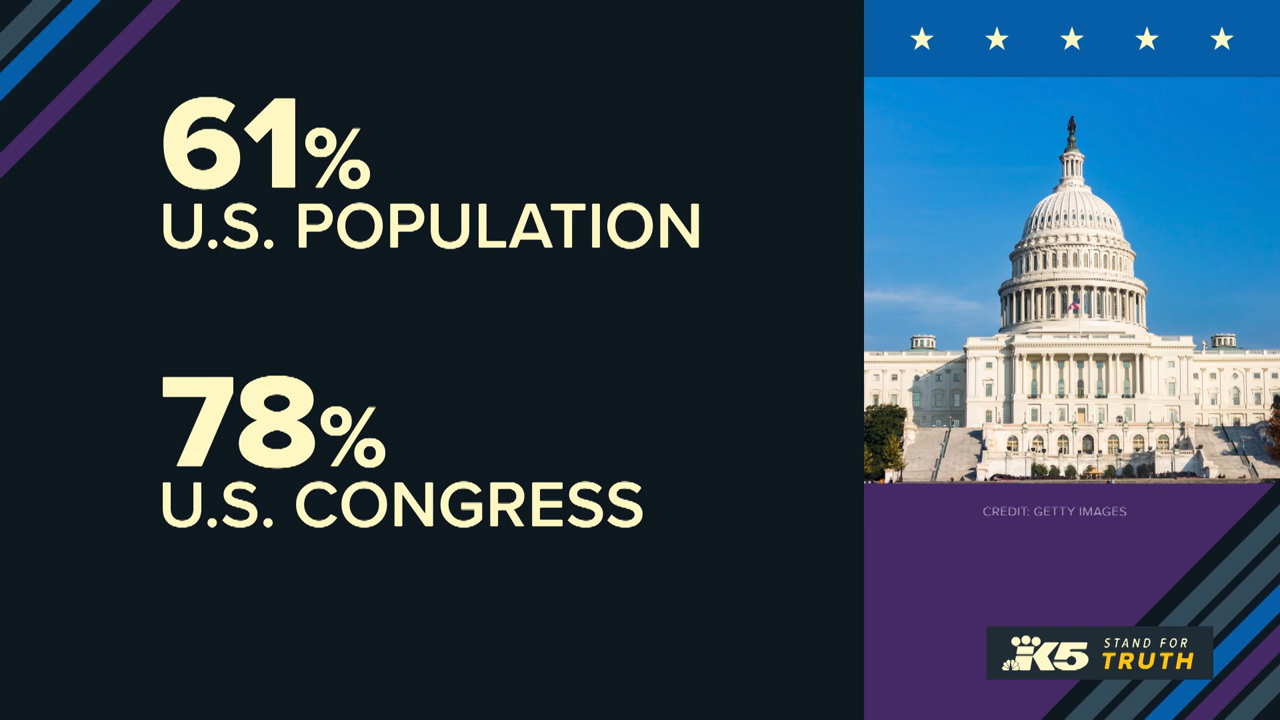 61%
U.S. POPULATION
78%
U.S. CONGRESS
CREDIT: GETTY IMAGES
K5
STAND FOR
TRUTH